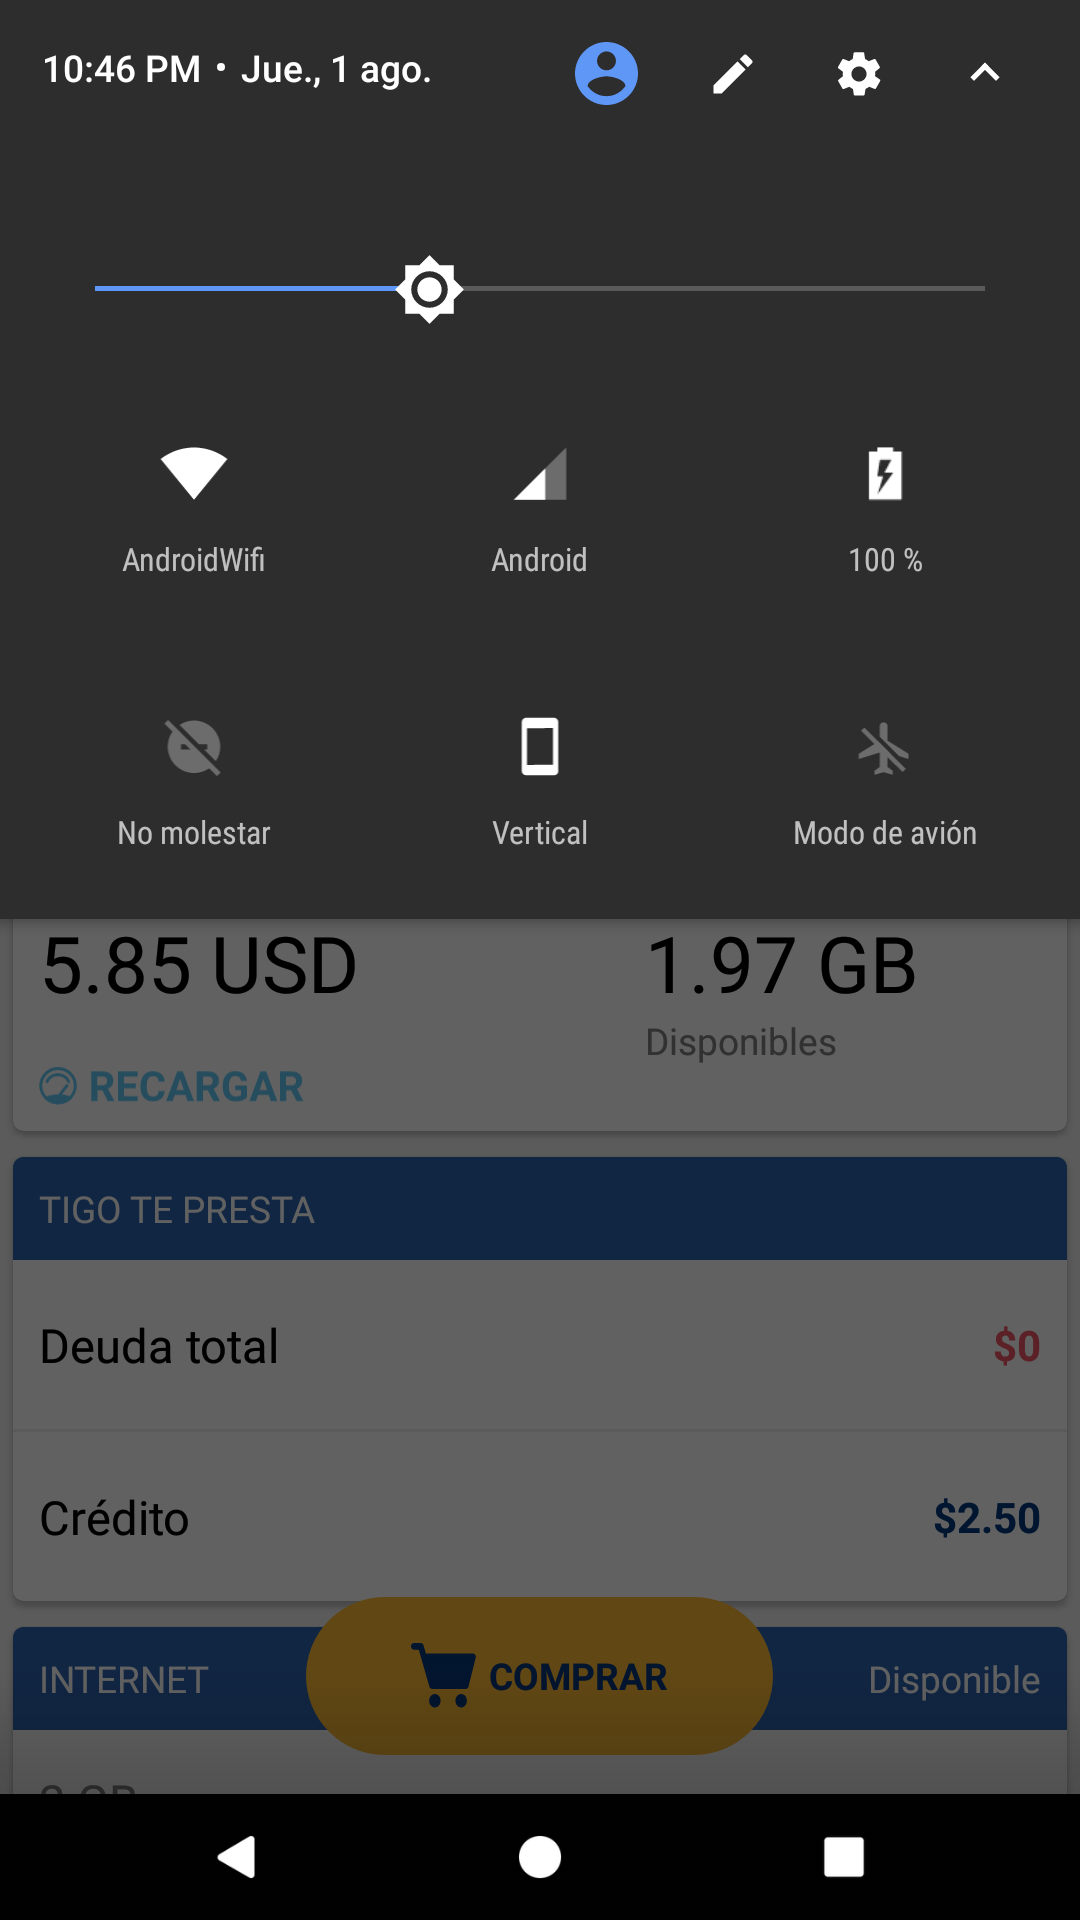 10:46 PM • Jue., 1 ago.
AndroidWifi
Android
100 %
No molestar
Vertical
Modo de avión
5.85 USD
1.97 GB
Disponibles
RECARGAR
TIGO TE PRESTA
Deuda total
$0
Crédito
$2.50
INTERNET
COMPRAR
Disponible